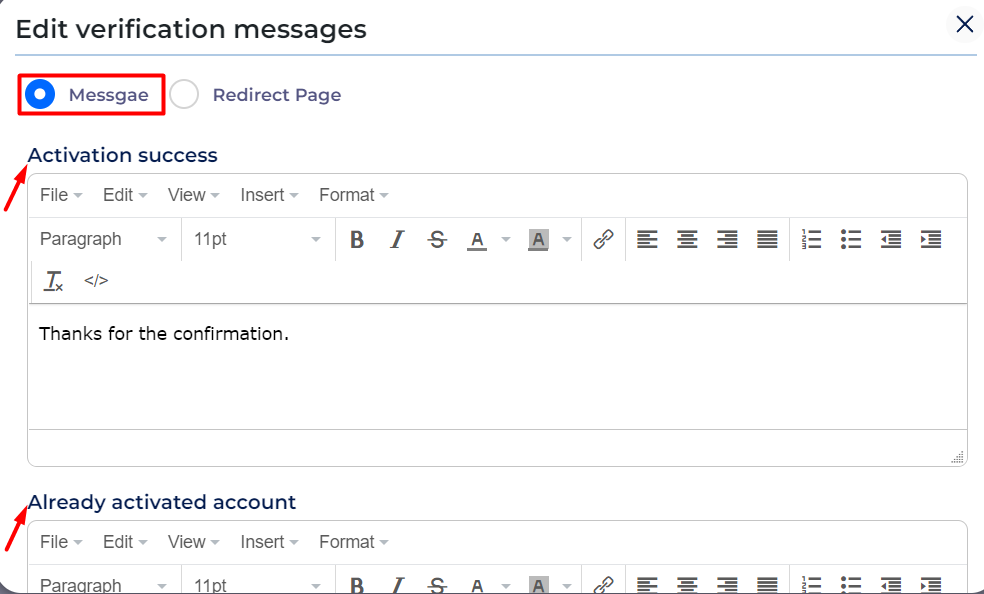 Edit verification messages
Messgae Redirect Page
Activation success
File Edit View Insert Format
Paragraph 11pt B I S A A
</>
Thanks for the confirmation.
Already activated account
File Edit View Insert Format
Paragraph 11pt B I S A A